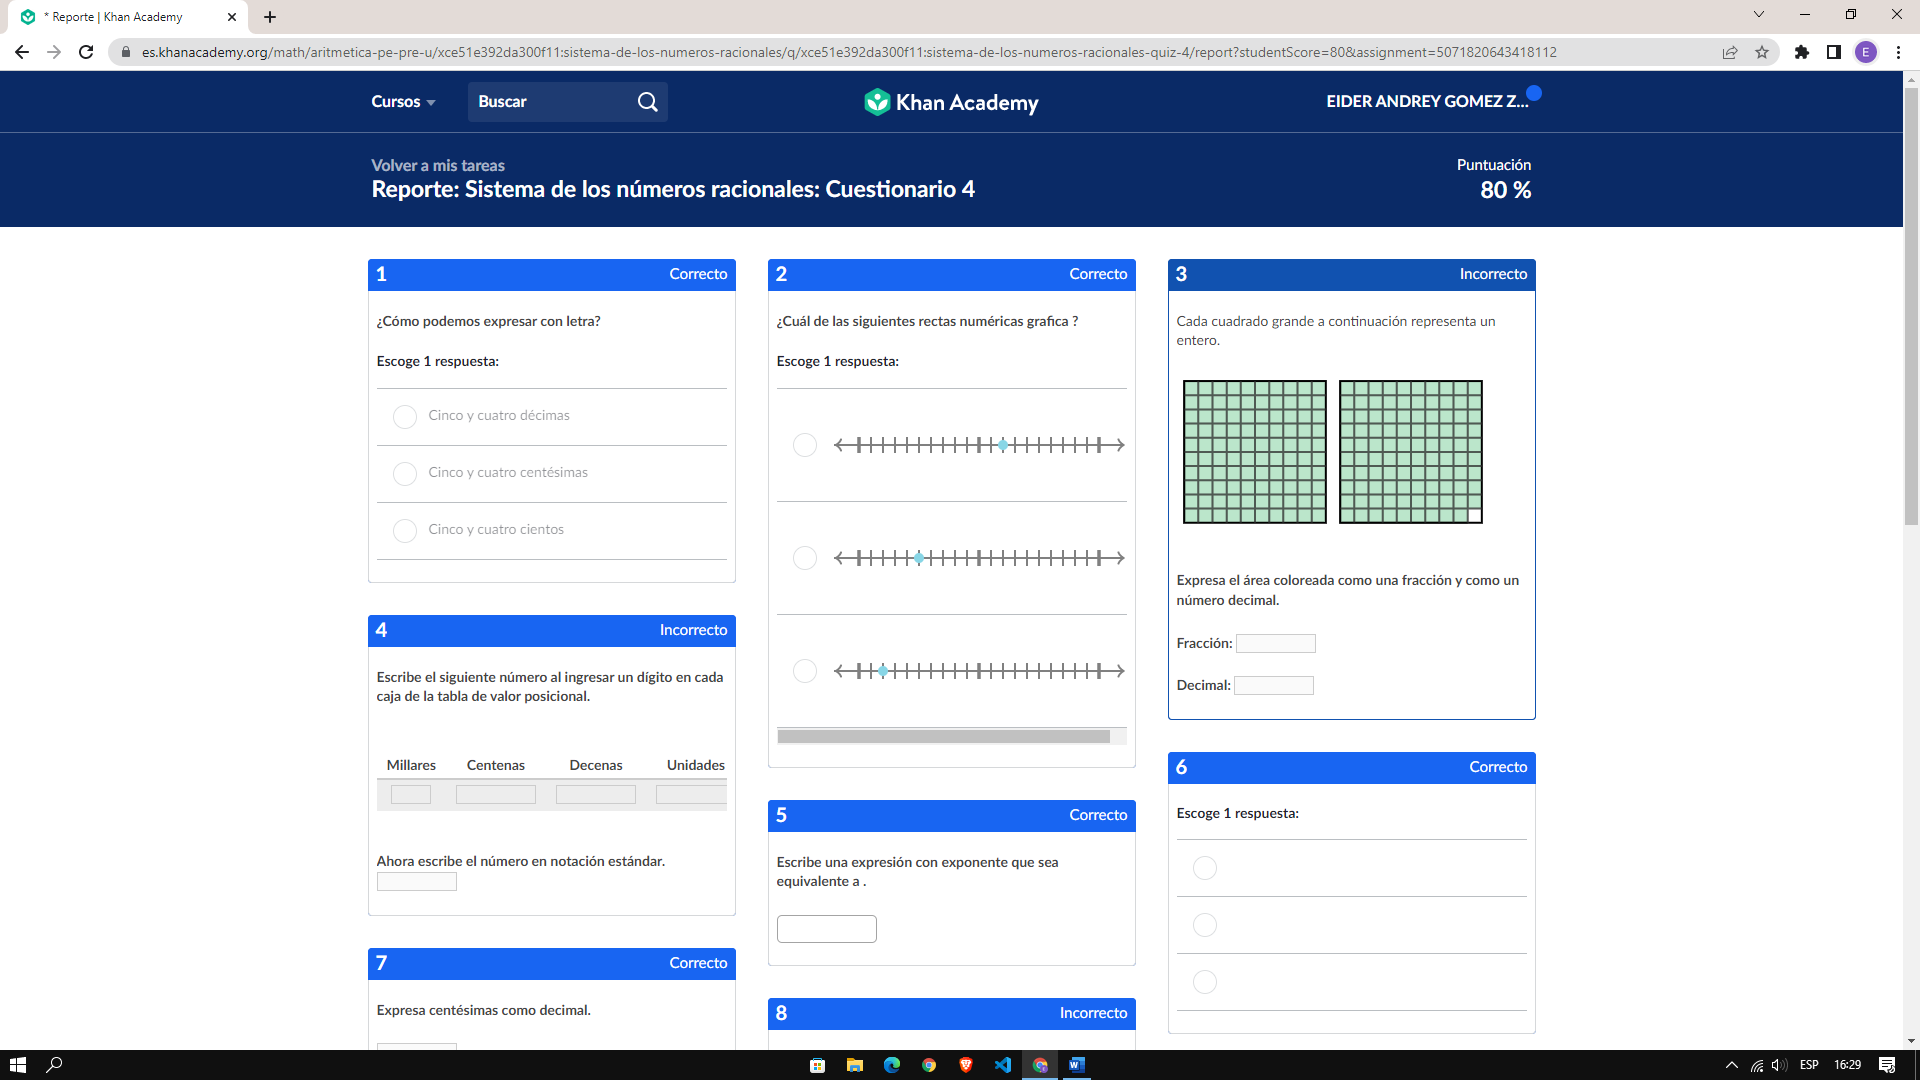 * Reporte | Khan Academy
es.khanacademy.org/math/aritmetica-pe-pre-u/xce51e392da300f11:sistema-de-los-numeros-racionales/q/xce51e392da300f11:sistema-de-los-numeros-racionales-quiz-4/report?studentScore=80&assignment=5071820643418112
E
Cursos
Buscar
Khan Academy
EIDER ANDREY GOMEZ Z...
Volver a mis tareas
Reporte: Sistema de los números racionales: Cuestionario 4
Puntuación
80 %
1 Correcto
¿Cómo podemos expresar con letra?
Escoge 1 respuesta:
Cinco y cuatro décimas
Cinco y cuatro centésimas
Cinco y cuatro cientos
2 Correcto
¿Cuál de las siguientes rectas numéricas grafica ?
Escoge 1 respuesta:
3 Incorrecto
Cada cuadrado grande a continuación representa un
entero.
Expresa el área coloreada como una fracción y como un
número decimal.
Fracción:
Decimal:
4 Incorrecto
Escribe el siguiente número al ingresar un dígito en cada
caja de la tabla de valor posicional.
Millares Centenas Decenas Unidades
Ahora escribe el número en notación estándar.
5 Correcto
Escribe una expresión con exponente que sea
equivalente a .
6 Correcto
Escoge 1 respuesta:
7 Correcto
Expresa centésimas como decimal.
8 Incorrecto
ESP 16:29